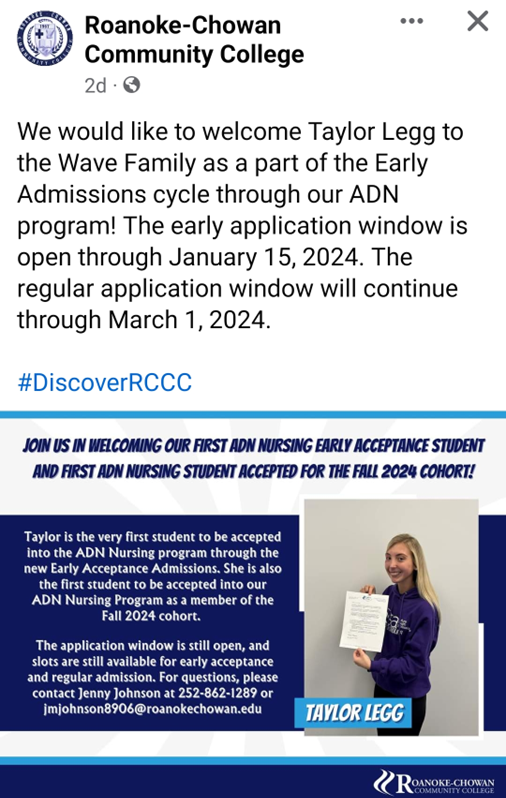 Roanoke-Chowan
Community College
2d
We would like to welcome Taylor Legg to
the Wave Family as a part of the Early
Admissions cycle through our ADN
program! The early application window is
open through January 15, 2024. The
regular application window will continue
through March 1, 2024.
#DiscoverRCCC
JOIN US IN WELCOMING OUR FIRST ADN NURSING EARLY ACCEPTANCE STUDENT
AND FIRST ADN NURSING STUDENT ACCEPTED FOR THE FALL 2024 COHORT!
Taylor is the very first student to be accepted
into the ADN Nursing program through the
new Early Acceptance Admissions. She is also
the first student to be accepted into our
ADN Nursing Program as a member of the
Fall 2024 cohort.
The application window is still open, and
slots are still available for early acceptance
and regular admission. For questions, please
contact Jenny Johnson at 252-862-1289 or
jmjohnson8906@roanokechowan.edu
TAYLOR LEGG
ROANOKE-CHOWAN
COMMUNITY COLLEGE